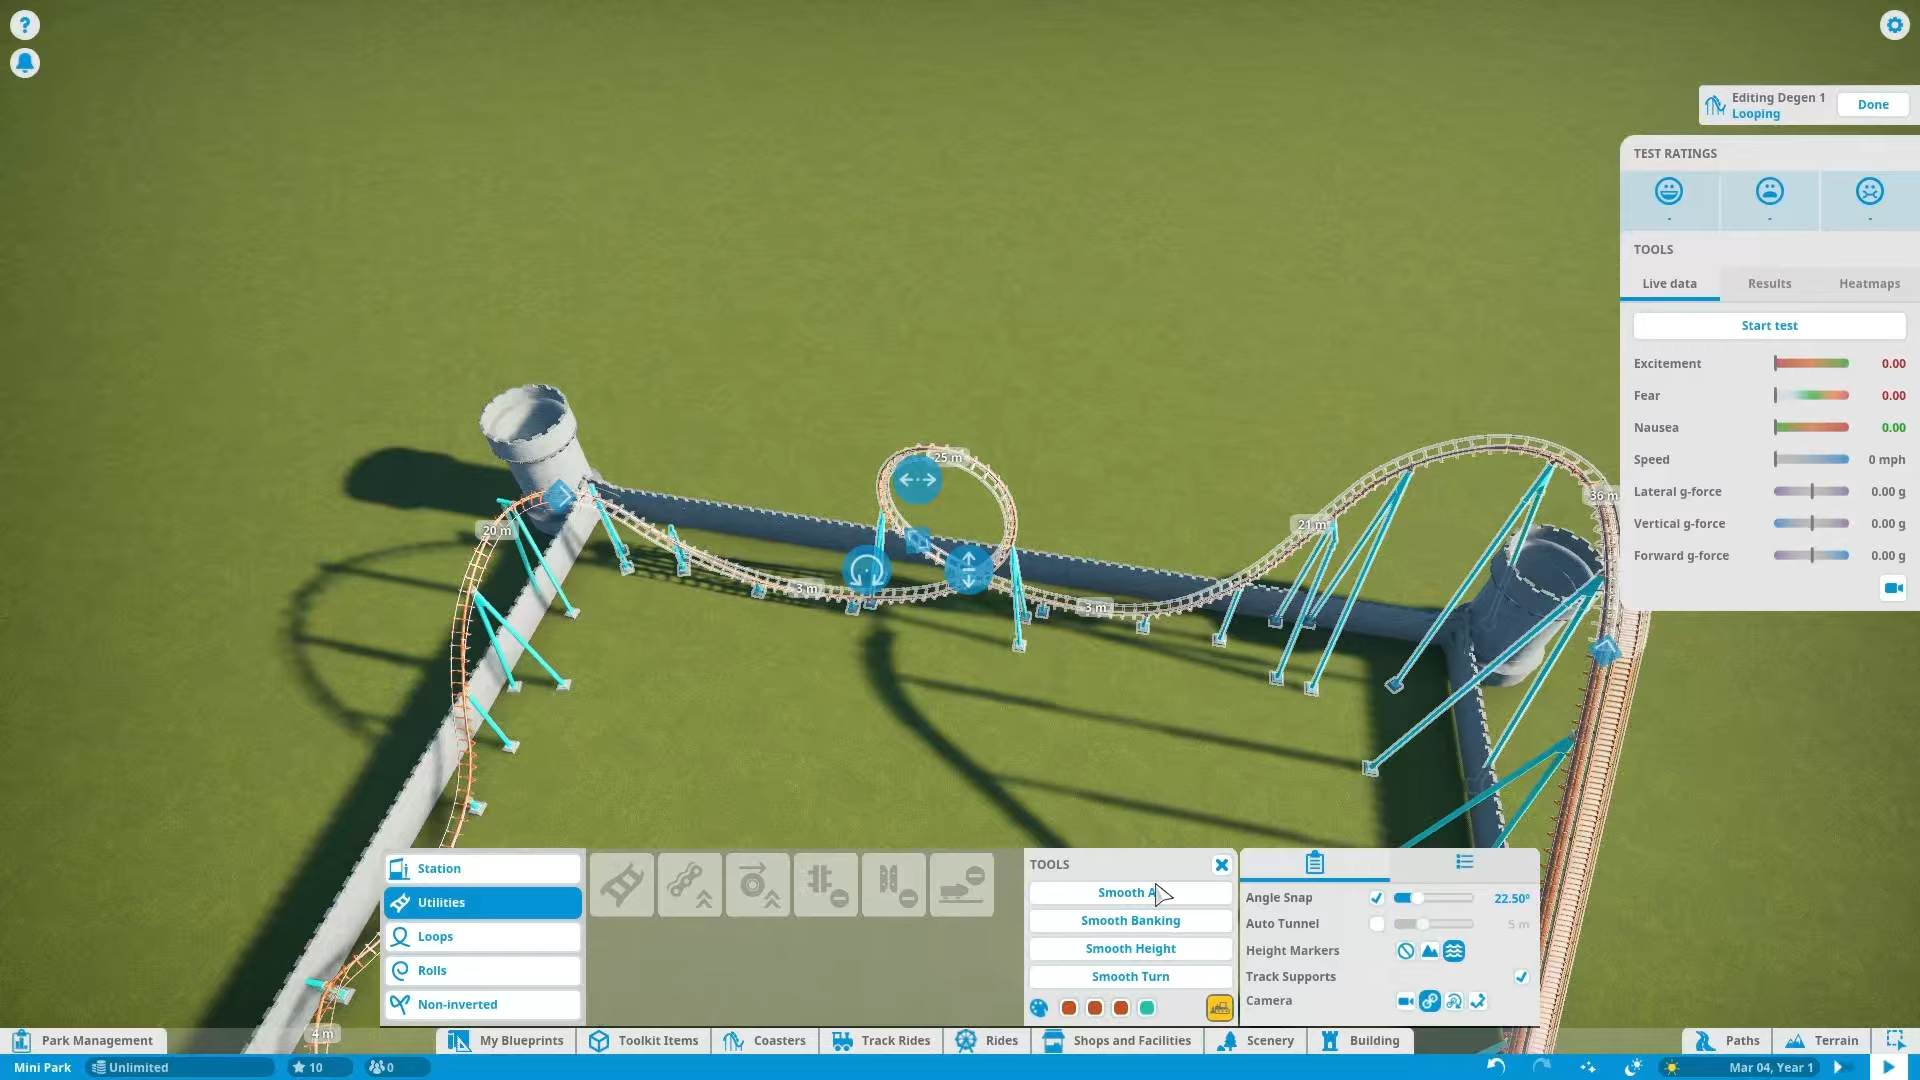 Editing Degen 1
Looping
Done
TEST RATINGS
-
-
-
TOOLS
Live data
Results
Heatmaps
Start test
Excitement 0.00
Fear 0.00
Nausea 0.00
Speed 0 mph
Lateral g-force 0.00 g
Vertical g-force 0.00 g
Forward g-force 0.00 g
25 m
36 m
20 m
21 m
3 m
3 m
4 m
Station
Utilities
Loops
Rolls
Non-inverted
TOOLS
Smooth
Smooth Banking
Smooth Height
Smooth Turn
Angle Snap 22.50°
Auto Tunnel 5 m
Height Markers
Track Supports
Camera
Park Management
My Blueprints
Toolkit Items
Coasters
Track Rides
Rides
Shops and Facilities
Scenery
Building
Paths
Terrain
Mini Park
Unlimited
10
0
Mar 04, Year 1